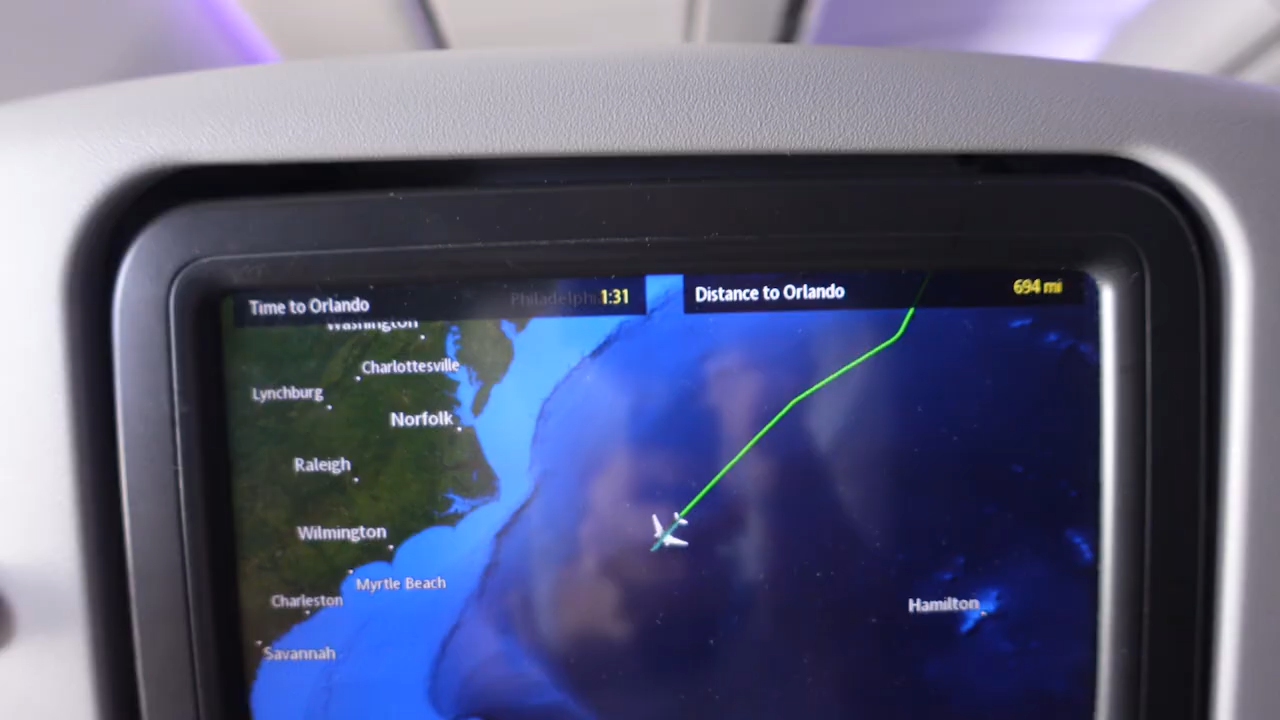 Time to Orlando
Philadelphia
1:31
Distance to Orlando
694 mi
Washington
Charlottesville
Lynchburg
Norfolk
Raleigh
Wilmington
Myrtle Beach
Charleston
Hamilton
Savannah